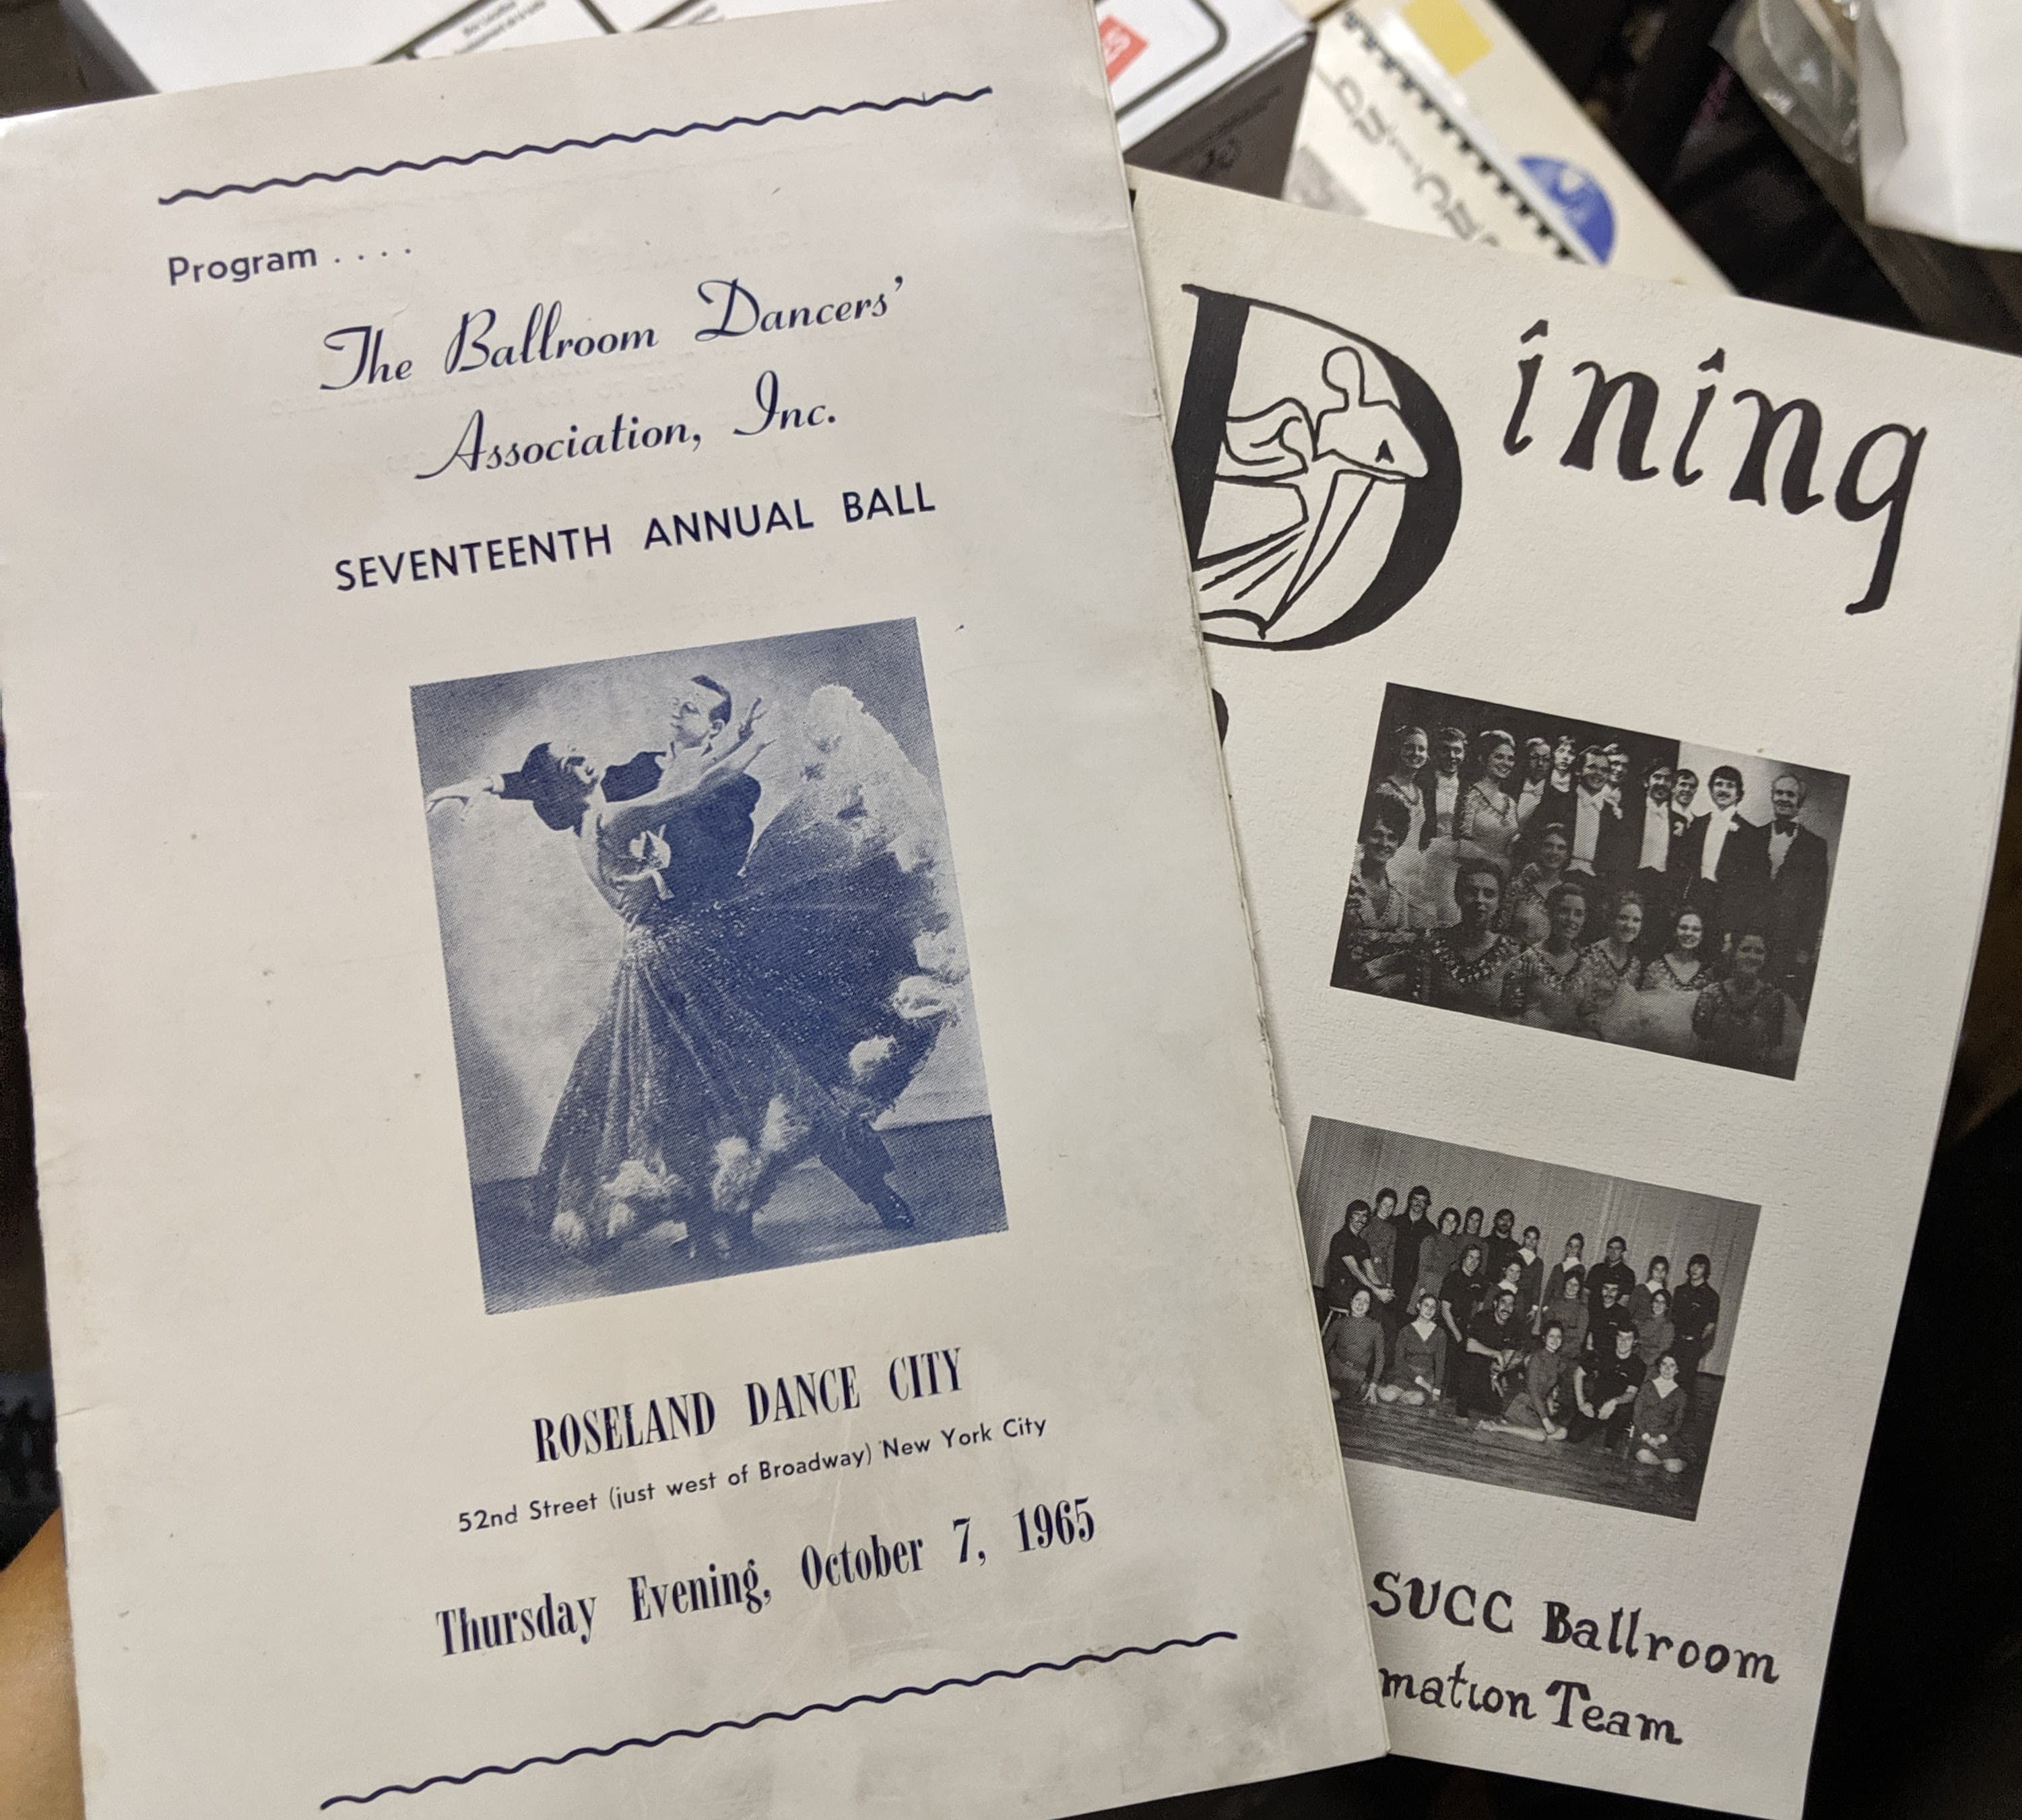 Program . . . .
The Ballroom Dancers'
Association, Inc.
SEVENTEENTH ANNUAL BALL
ROSELAND DANCE CITY
52nd Street (just west of Broadway) New York City
Thursday Evening, October 7, 1965
Dining
SUCC Ballroom
mation Team